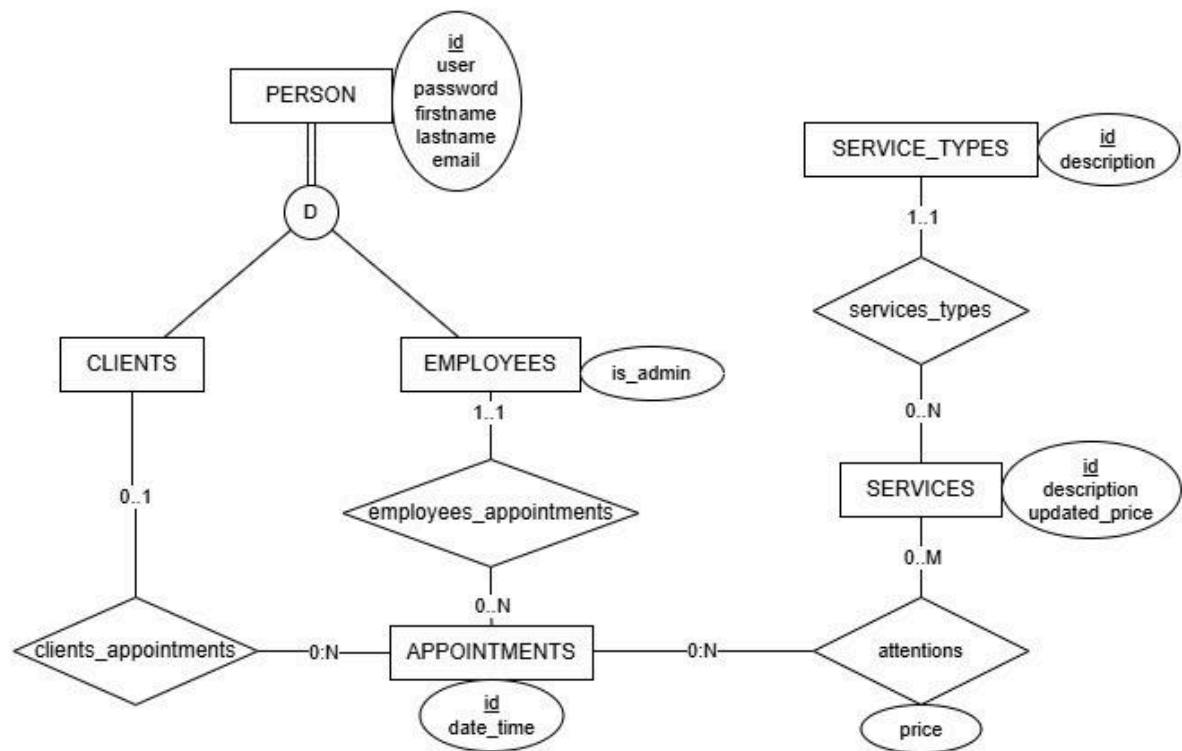 PERSON
id
user
password
firstname
lastname
email
SERVICE_TYPES
id
description
D
1..1
services_types
CLIENTS
EMPLOYEES
is_admin
1..1
0..N
0..1
employees_appointments
SERVICES
id
description
updated_price
0..M
0..N
clients_appointments
0:N
APPOINTMENTS
0:N
attentions
id
date_time
price